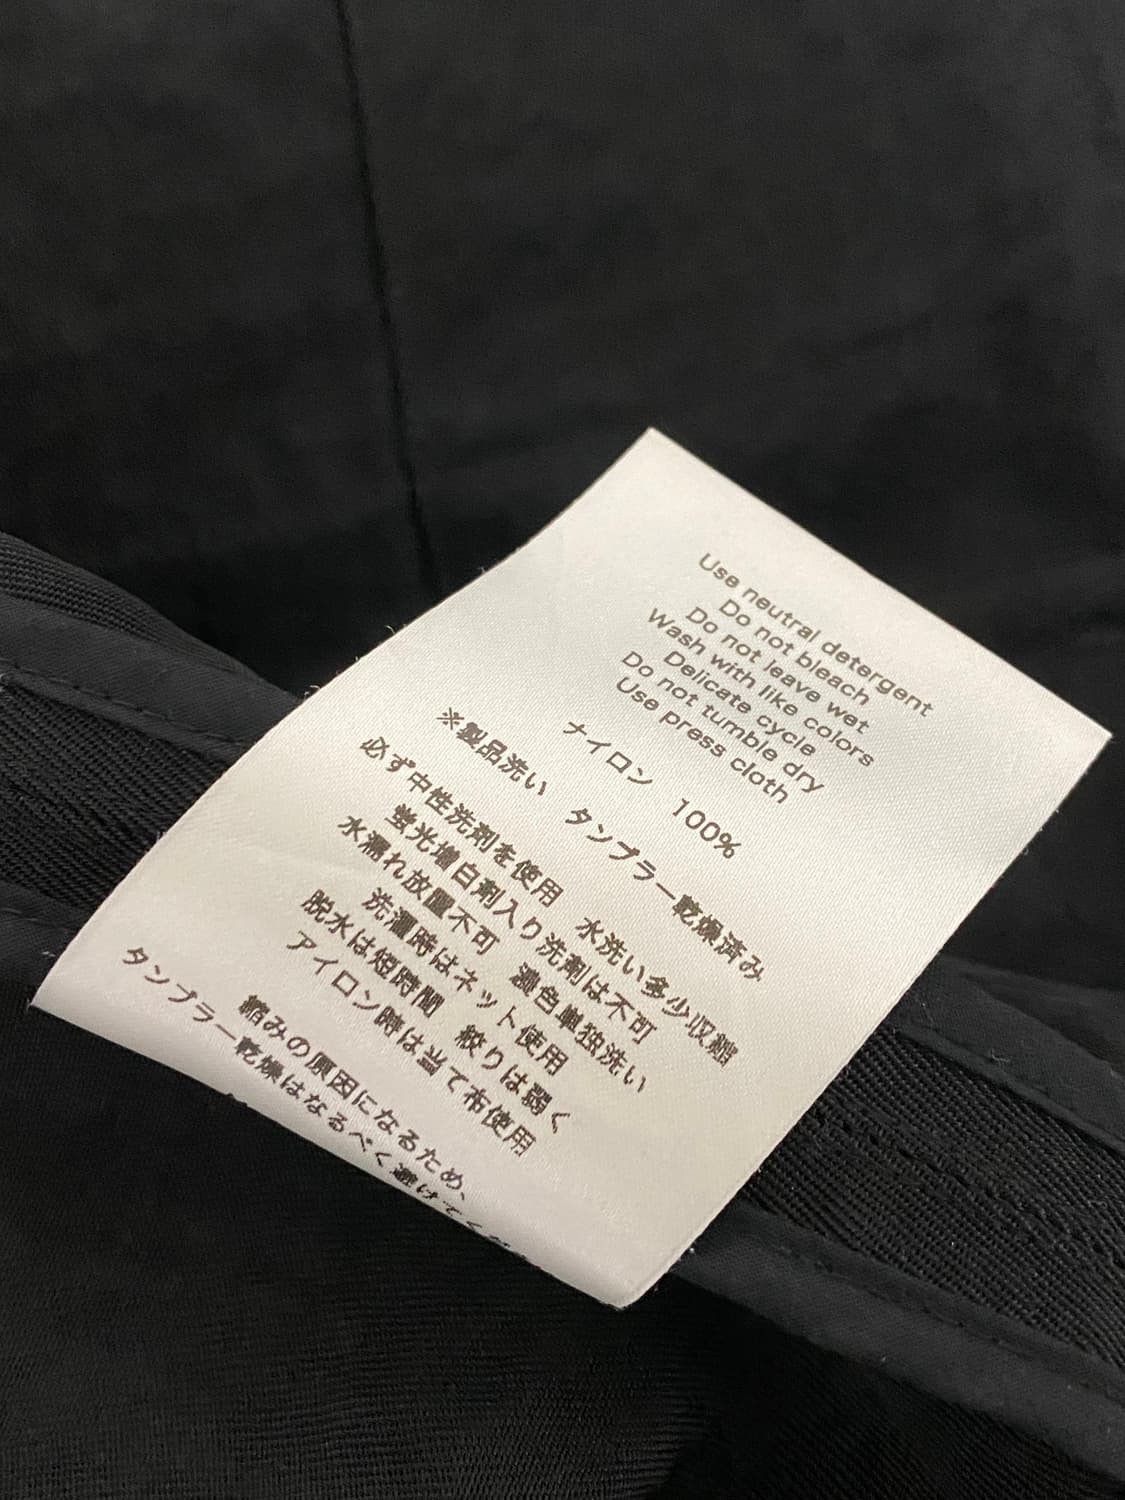 Use neutral detergent
Do not bleach
Do not leave wet
Wash with like colors
Delicate cycle
Do not tumble dry
Use press cloth
ナイロン 100%
※製品洗い タンブラー乾燥済み
必ず中性洗剤を使用 水洗い多少収縮
蛍光増白剤入り洗剤は不可
水濡れ放置不可 濃色単独洗い
洗濯時はネット使用
脱水は短時間 絞りは弱く
アイロン時は当て布使用
縮みの原因になるため、
タンブラー乾燥はなるべく避けてくだ